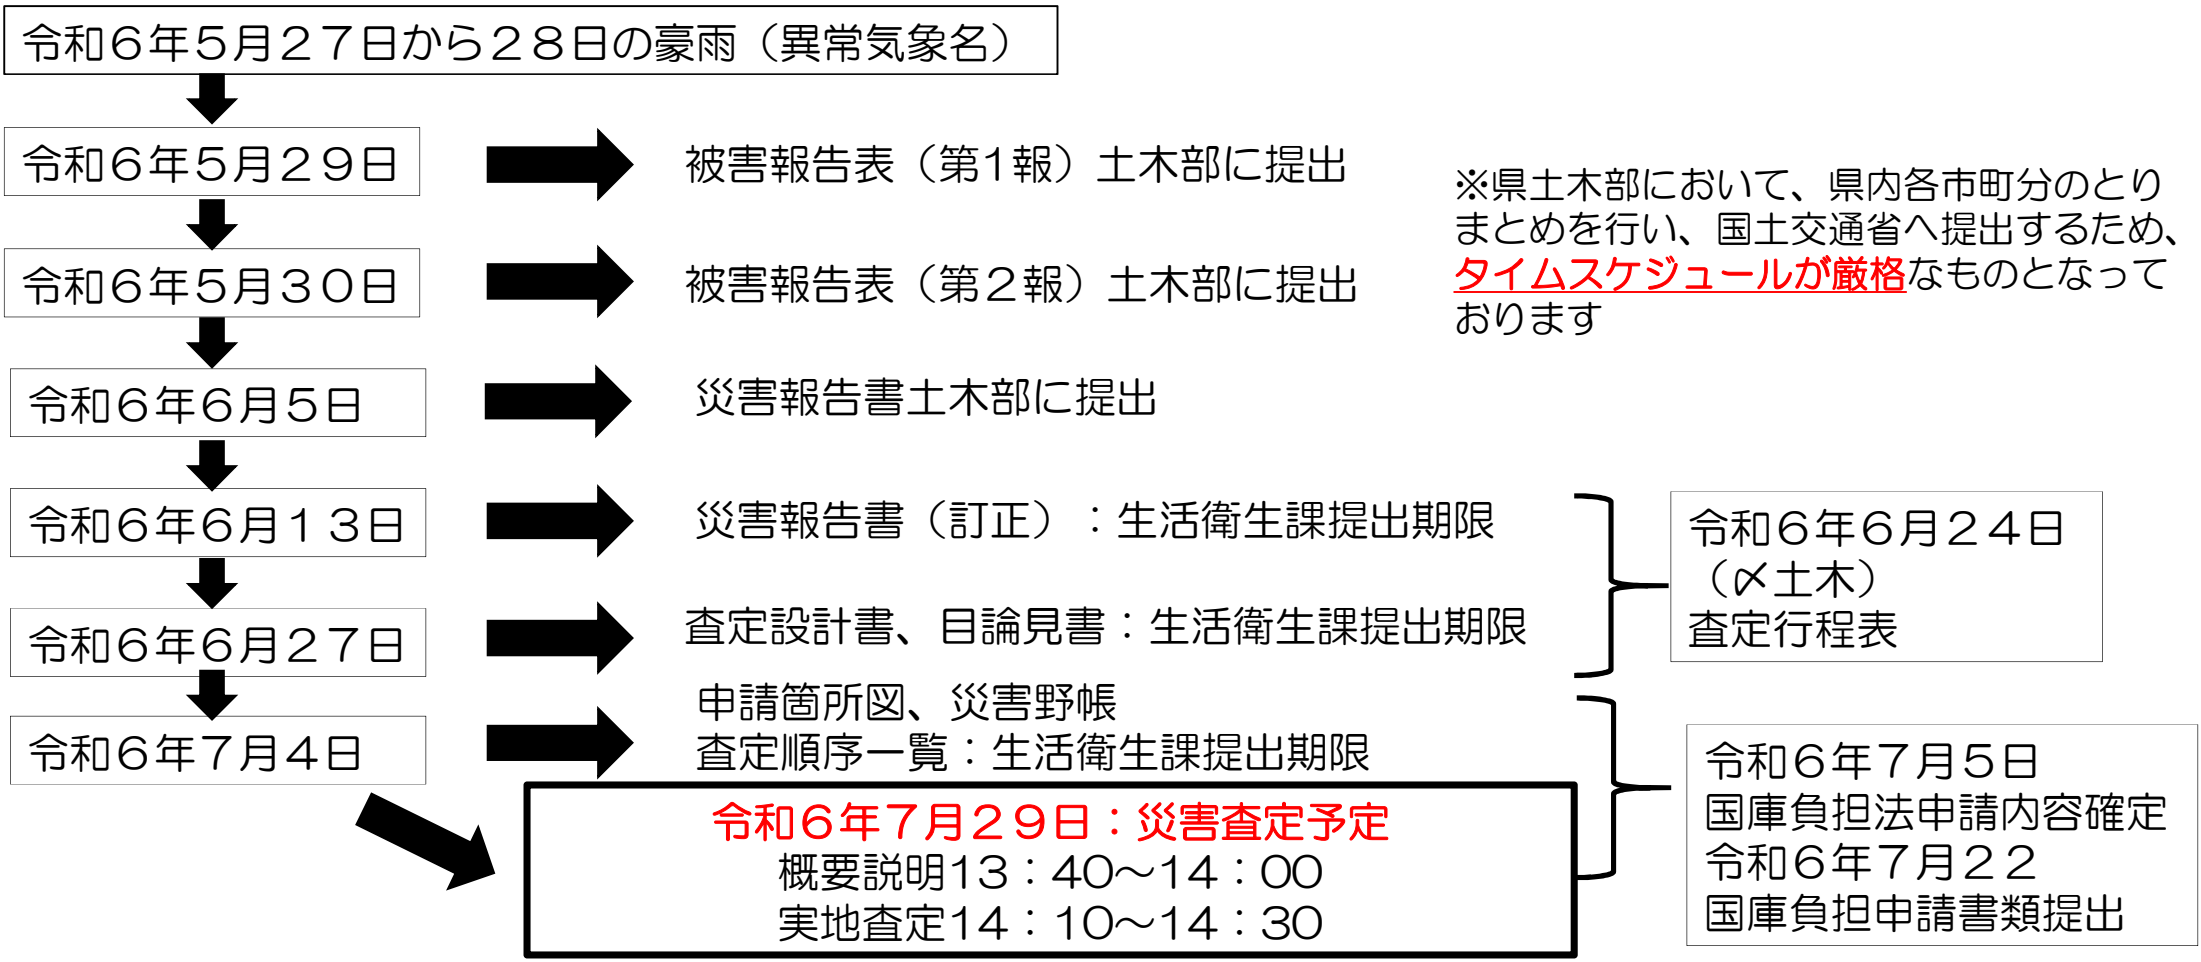 令和６年５月２７日から２８日の豪雨（異常気象名）
令和６年５月２９日
被害報告表（第1報）土木部に提出
※県土木部において、県内各市町分のとり
まとめを行い、国土交通省へ提出するため、
タイムスケジュールが厳格なものとなって
おります
令和６年５月３０日
被害報告表（第２報）土木部に提出
令和６年６月５日
災害報告書土木部に提出
令和６年６月１３日
災害報告書（訂正）：生活衛生課提出期限
令和６年６月２４日
（〆土木）
査定行程表
令和６年６月２７日
査定設計書、目論見書：生活衛生課提出期限
令和６年７月４日
申請箇所図、災害野帳
査定順序一覧：生活衛生課提出期限
令和６年７月５日
国庫負担法申請内容確定
令和６年７月２２
国庫負担申請書類提出
令和６年７月２９日：災害査定予定
概要説明13：40～14：00
実地査定14：10～14：30